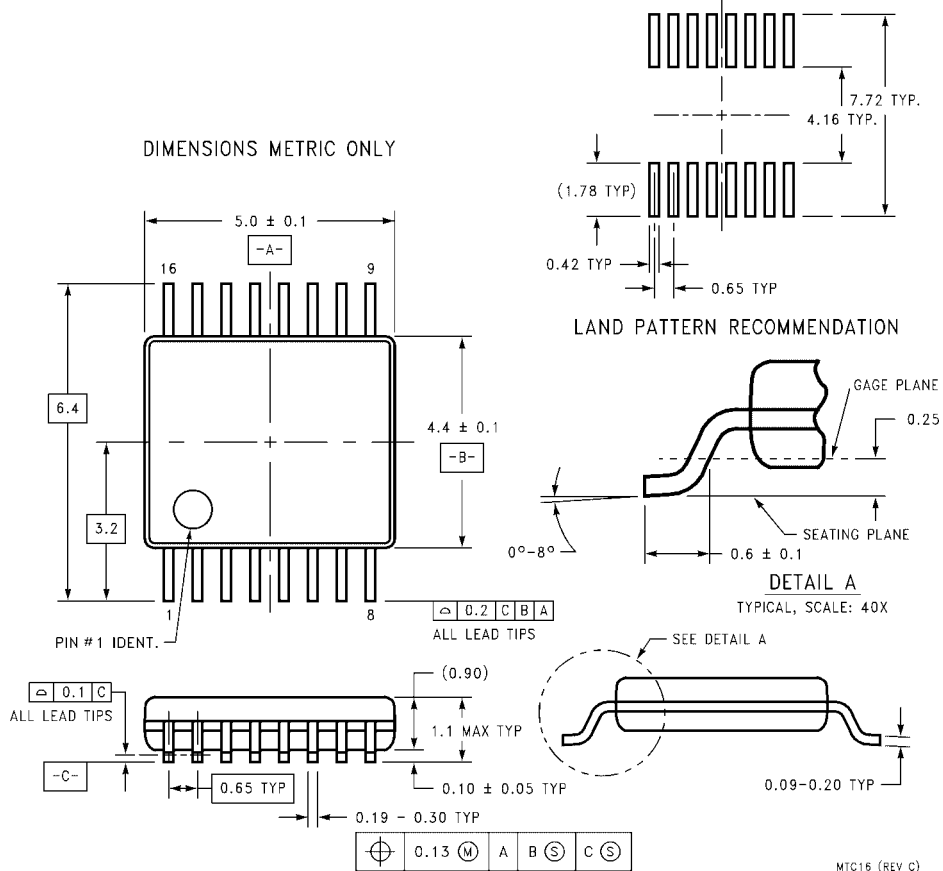 7.72 TYP.
4.16 TYP.
DIMENSIONS METRIC ONLY
(1.78 TYP)
5.0 ± 0.1
-A-
0.42 TYP
16
9
0.65 TYP
LAND PATTERN RECOMMENDATION
GAGE PLANE
6.4
0.25
4.4 ± 0.1
-B-
3.2
SEATING PLANE
0°-8°
0.6 ± 0.1
DETAIL A
TYPICAL, SCALE: 40X
1
8
⌓ 0.2 C B A
ALL LEAD TIPS
PIN #1 IDENT.
SEE DETAIL A
(0.90)
⌓ 0.1 C
ALL LEAD TIPS
1.1 MAX TYP
-C-
0.65 TYP
0.10 ± 0.05 TYP
0.09-0.20 TYP
0.19 - 0.30 TYP
⌖ 0.13 Ⓜ A B Ⓢ C Ⓢ
MTC16 (REV C)